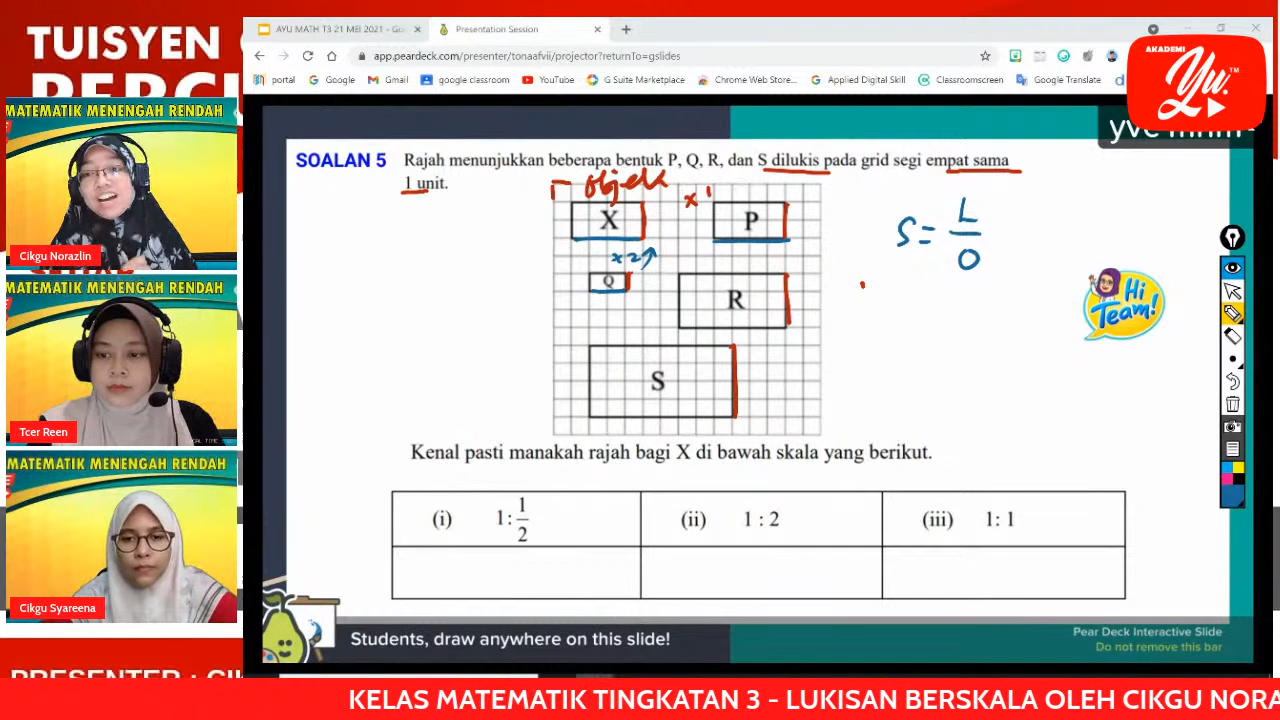 TUISYEN
AYU MATH T3 21 MEI 2021 - Go
Presentation Session
app.peardeck.com/presenter/tonaafvii/projector?returnTo=gslides
portal
Google
Gmail
google classroom
YouTube
G Suite Marketplace
Chrome Web Store...
Applied Digital Skill
Classroomscreen
Google Translate
AKADEMI
Yu.
TM
MATEMATIK MENENGAH RENDAH
Cikgu Norazlin
Tcer Reen
MATEMATIK MENENGAH RENDAH
Cikgu Syareena
SOALAN 5 Rajah menunjukkan beberapa bentuk P, Q, R, dan S dilukis pada grid segi empat sama
1 unit.
objek
x'
X
P
x2
Q
R
S
S = L/O
Hi
Team!
Kenal pasti manakah rajah bagi X di bawah skala yang berikut.
(i) 1:1/2
(ii) 1 : 2
(iii) 1: 1
Students, draw anywhere on this slide!
Pear Deck Interactive Slide
Do not remove this bar
KELAS MATEMATIK TINGKATAN 3 - LUKISAN BERSKALA OLEH CIKGU NORA